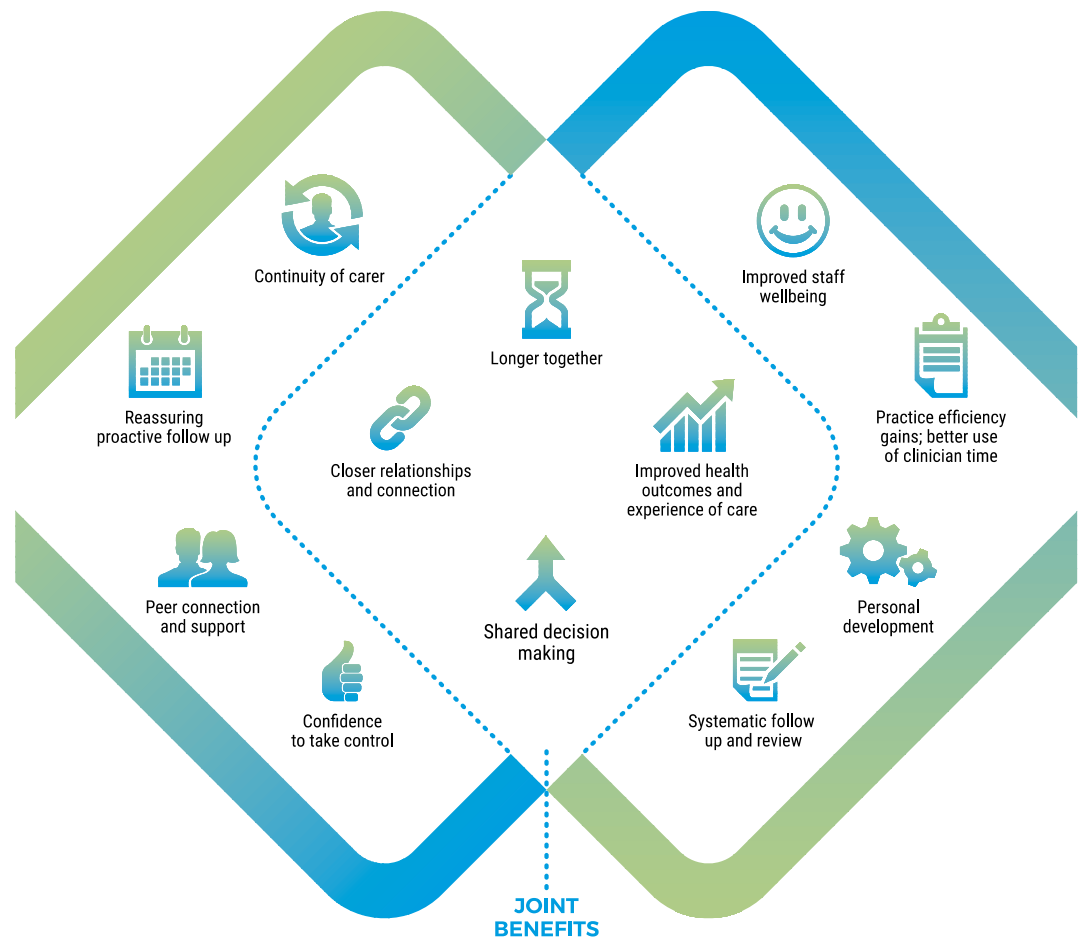 Continuity of carer
Reassuring
proactive follow up
Peer connection
and support
Confidence
to take control
Longer together
Closer relationships
and connection
Improved health
outcomes and
experience of care
Shared decision
making
Improved staff
wellbeing
Practice efficiency
gains; better use
of clinician time
Personal
development
Systematic follow
up and review
JOINT
BENEFITS